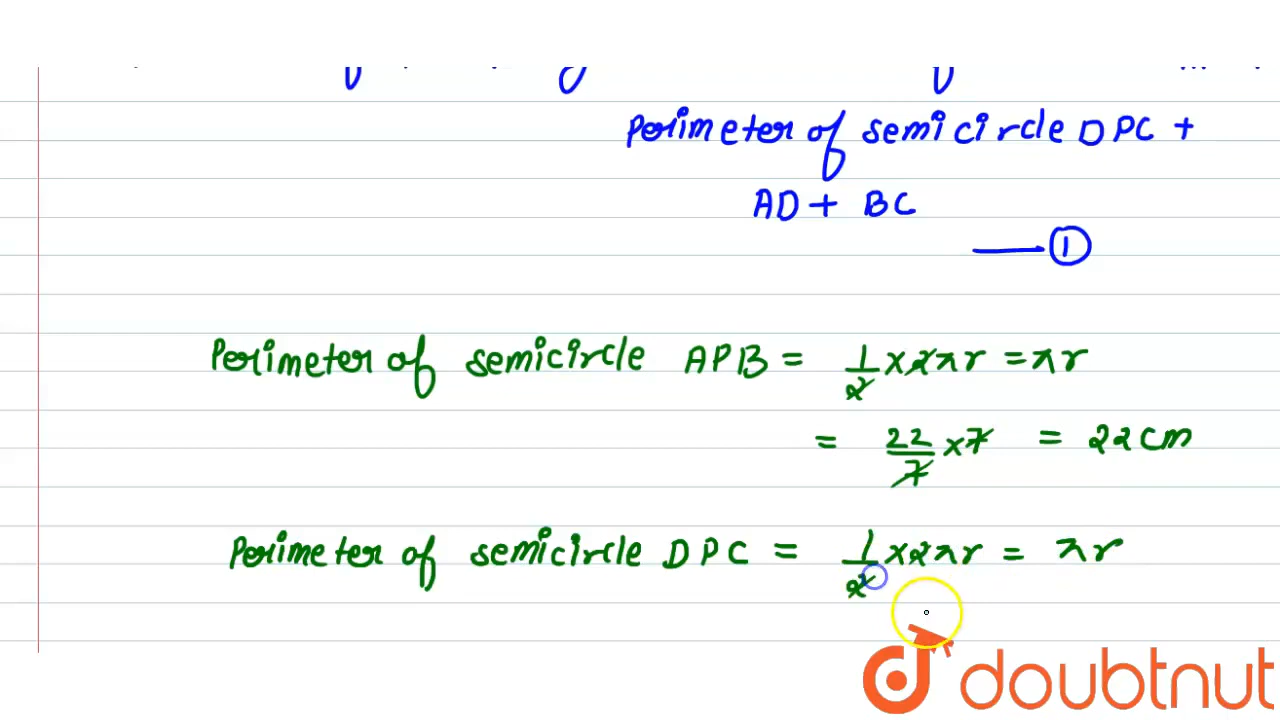 Perimeter of semicircle DPC +
AD + BC
①
Perimeter of semicircle APB = 1/2 × 2πr = πr
= 22/7 × 7 = 22 cm
Perimeter of semicircle DPC = 1/2 × 2πr = πr
doubtnut